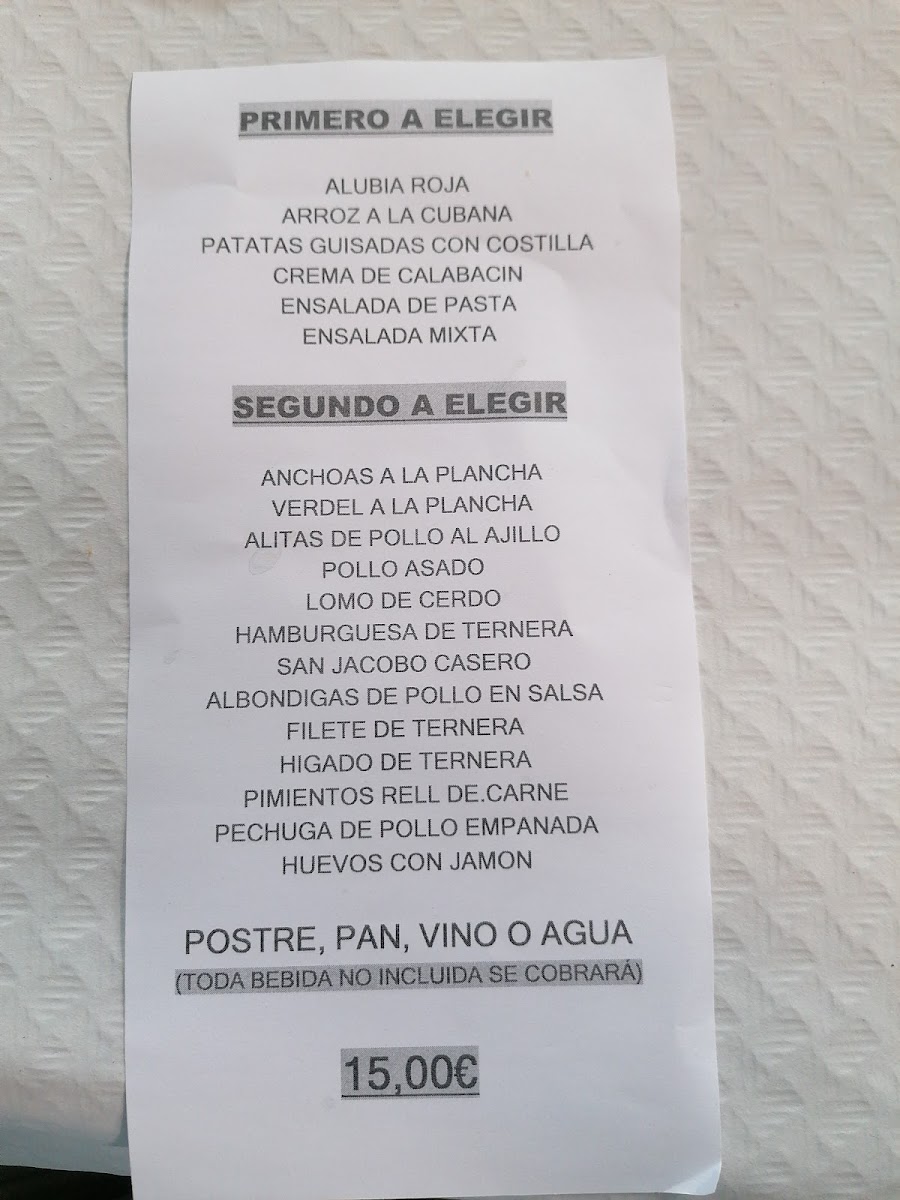 PRIMERO A ELEGIR
ALUBIA ROJA
ARROZ A LA CUBANA
PATATAS GUISADAS CON COSTILLA
CREMA DE CALABACIN
ENSALADA DE PASTA
ENSALADA MIXTA
SEGUNDO A ELEGIR
ANCHOAS A LA PLANCHA
VERDEL A LA PLANCHA
ALITAS DE POLLO AL AJILLO
POLLO ASADO
LOMO DE CERDO
HAMBURGUESA DE TERNERA
SAN JACOBO CASERO
ALBONDIGAS DE POLLO EN SALSA
FILETE DE TERNERA
HIGADO DE TERNERA
PIMIENTOS RELL DE.CARNE
PECHUGA DE POLLO EMPANADA
HUEVOS CON JAMON
POSTRE, PAN, VINO O AGUA
(TODA BEBIDA NO INCLUIDA SE COBRARÁ)
15,00€